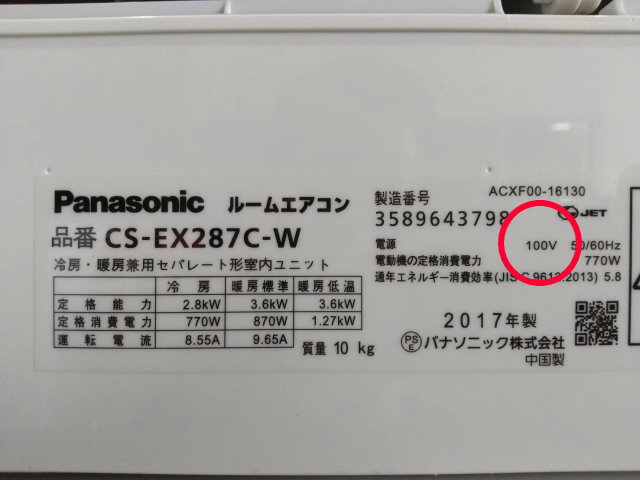 Panasonic ルームエアコン
品番 CS-EX287C-W
冷房・暖房兼用セパレート形室内ユニット
冷房 暖房標準 暖房低温
定格能力 2.8kW 3.6kW 3.6kW
定格消費電力 770W 870W 1.27kW
運転電流 8.55A 9.65A
質量 10 kg
ACXF00-16130
製造番号
3589643798
JET
電源 100V 50/60Hz
電動機の定格消費電力 770W
通年エネルギー消費効率(JIS C 9612:2013) 5.8
2017年製
PSE パナソニック株式会社
中国製